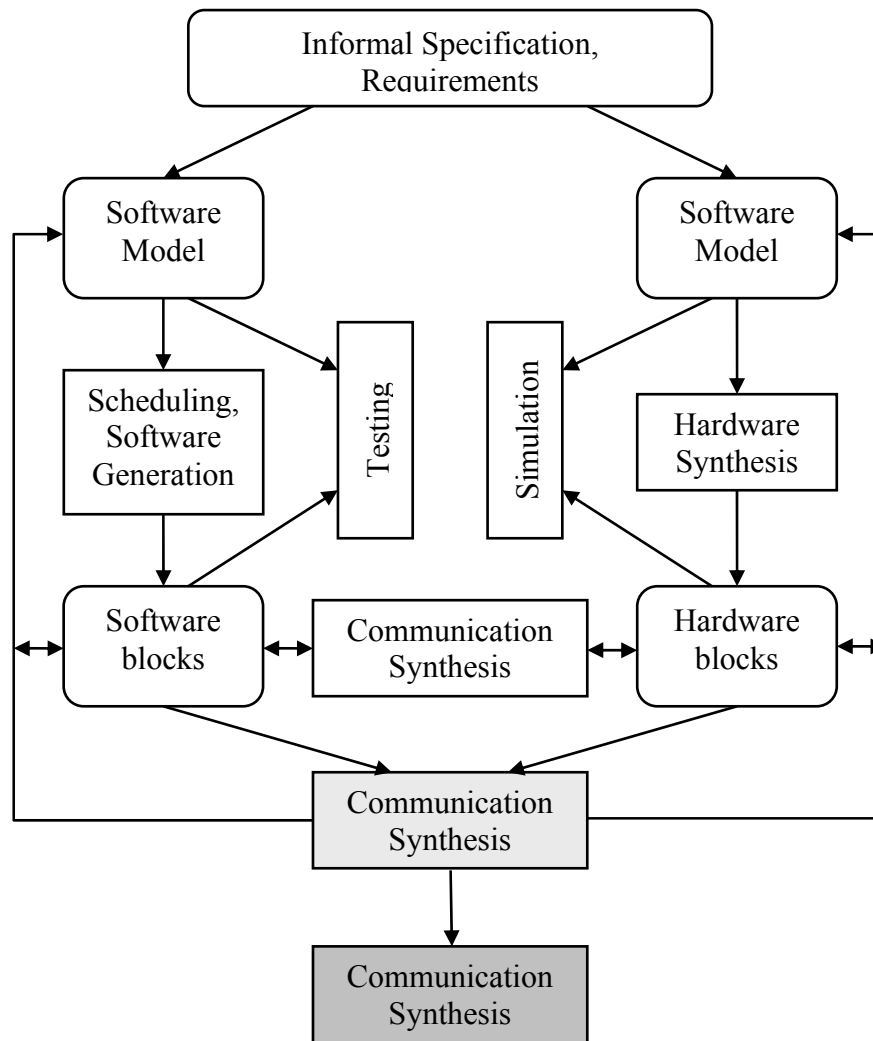 Informal Specification,
Requirements
Software
Model
Software
Model
Scheduling,
Software
Generation
Testing
Simulation
Hardware
Synthesis
Software
blocks
Communication
Synthesis
Hardware
blocks
Communication
Synthesis
Communication
Synthesis